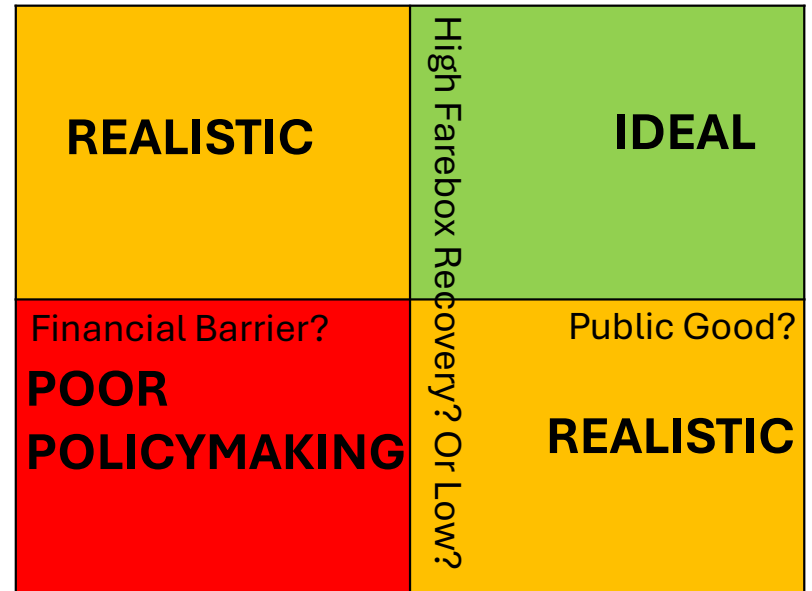 REALISTIC
IDEAL
High Farebox Recovery? Or Low?
Financial Barrier?
Public Good?
POOR
POLICYMAKING
REALISTIC